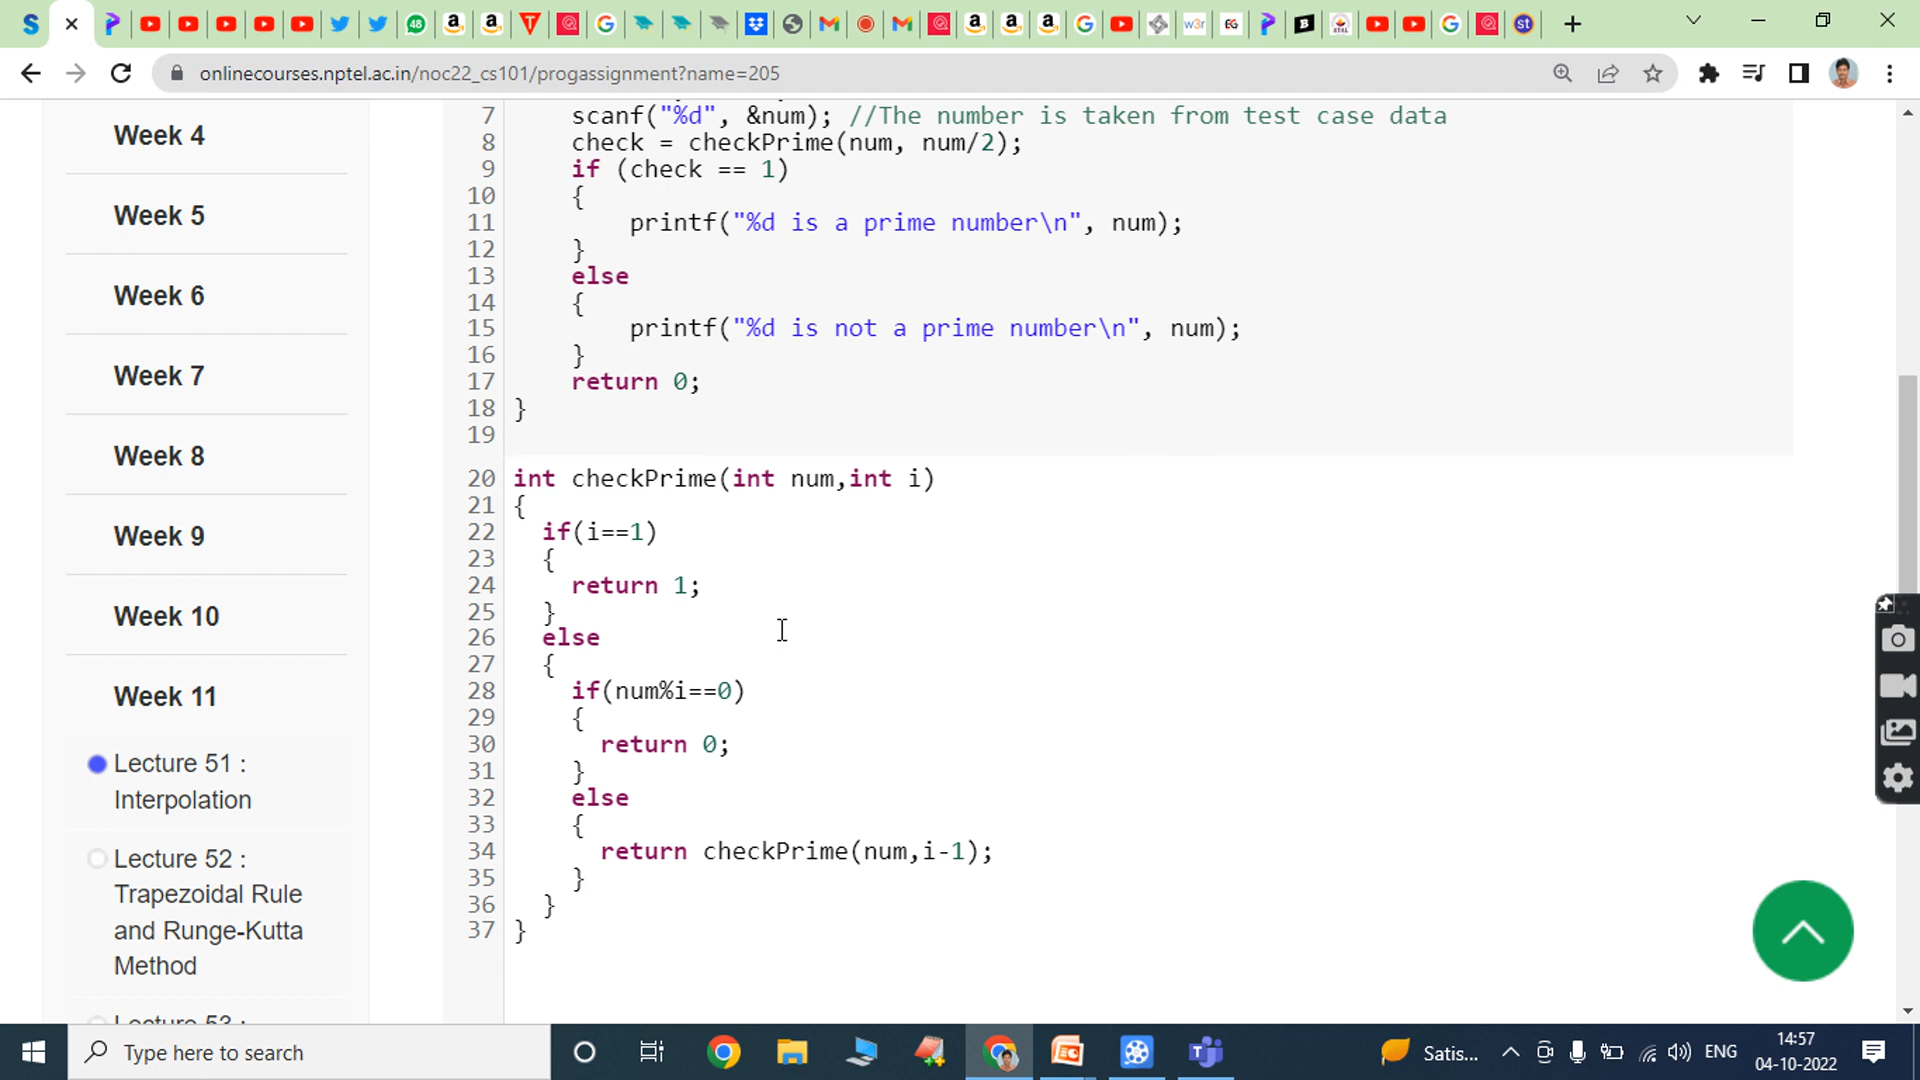 onlinecourses.nptel.ac.in/noc22_cs101/progassignment?name=205
Week 4
Week 5
Week 6
Week 7
Week 8
Week 9
Week 10
Week 11
Lecture 51 :
Interpolation
Lecture 52 :
Trapezoidal Rule
and Runge-Kutta
Method
Lecture 53 :
7 scanf("%d", &num); //The number is taken from test case data
8 check = checkPrime(num, num/2);
9 if (check == 1)
10 {
11 printf("%d is a prime number\n", num);
12 }
13 else
14 {
15 printf("%d is not a prime number\n", num);
16 }
17 return 0;
18 }
19
20 int checkPrime(int num,int i)
21 {
22 if(i==1)
23 {
24 return 1;
25 }
26 else
27 {
28 if(num%i==0)
29 {
30 return 0;
31 }
32 else
33 {
34 return checkPrime(num,i-1);
35 }
36 }
37 }
Type here to search
Satis...
ENG
14:57
04-10-2022